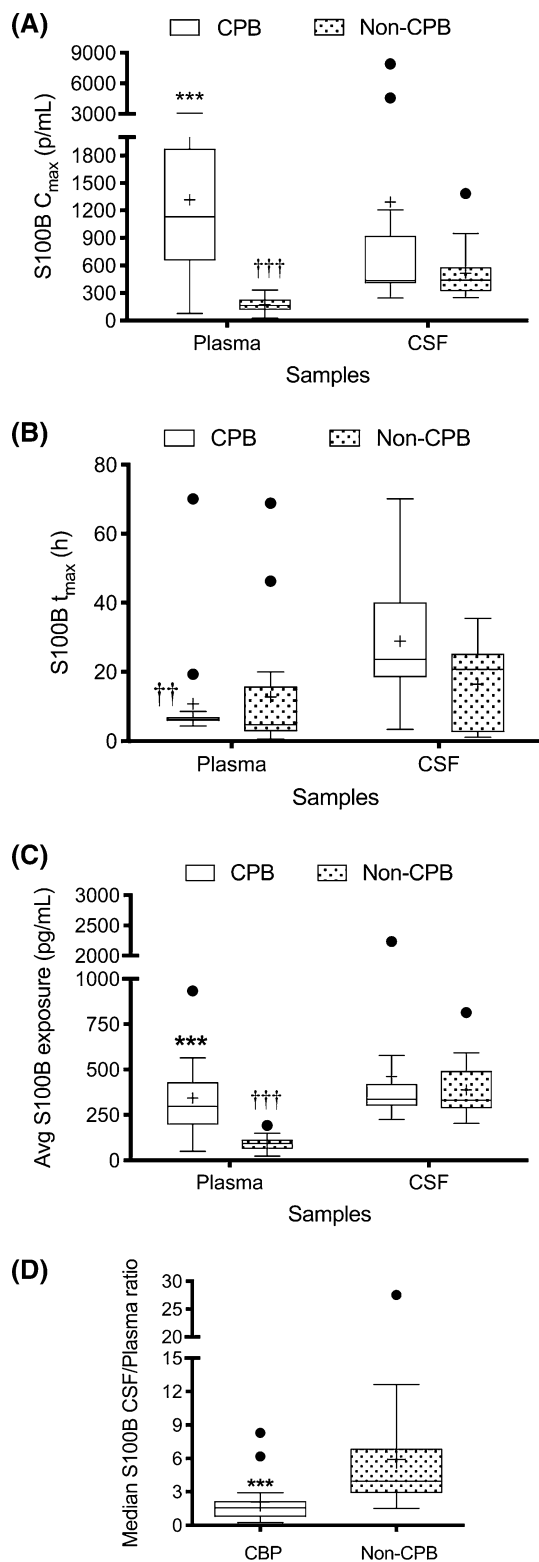 (A)
CPB Non-CPB
S100B Cmax (p/mL)
9000
6000
3000
1800
1500
1200
900
600
300
0
***
†††
Plasma CSF
Samples
(B)
CPB Non-CPB
S100B tmax (h)
80
60
40
20
0
††
Plasma CSF
Samples
(C)
CPB Non-CPB
Avg S100B exposure (pg/mL)
3000
2500
2000
1000
750
500
250
0
***
†††
Plasma CSF
Samples
(D)
Median S100B CSF/Plasma ratio
30
25
20
15
12
9
6
3
0
***
CBP Non-CPB